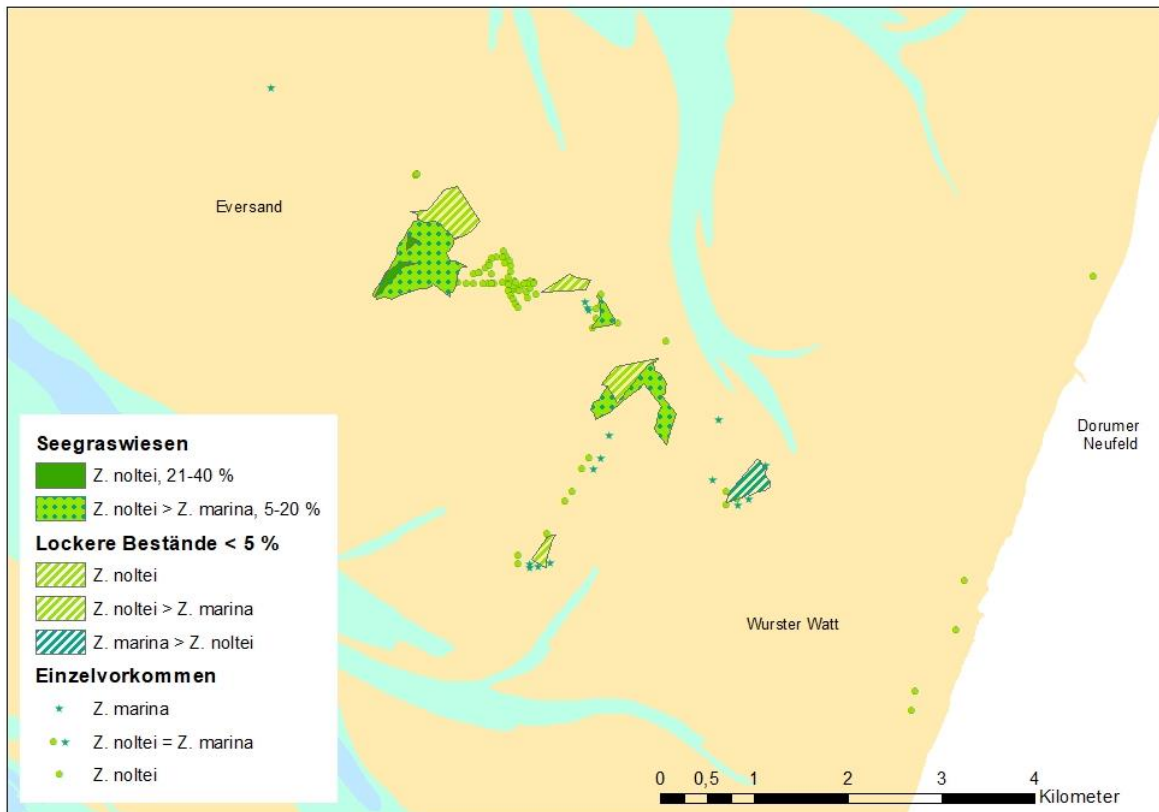 Eversand
Dorumer
Neufeld
Wurster Watt
Seegraswiesen
Z. noltei, 21-40 %
Z. noltei > Z. marina, 5-20 %
Lockere Bestände < 5 %
Z. noltei
Z. noltei > Z. marina
Z. marina > Z. noltei
Einzelvorkommen
Z. marina
Z. noltei = Z. marina
Z. noltei
0 0,5 1 2 3 4
Kilometer